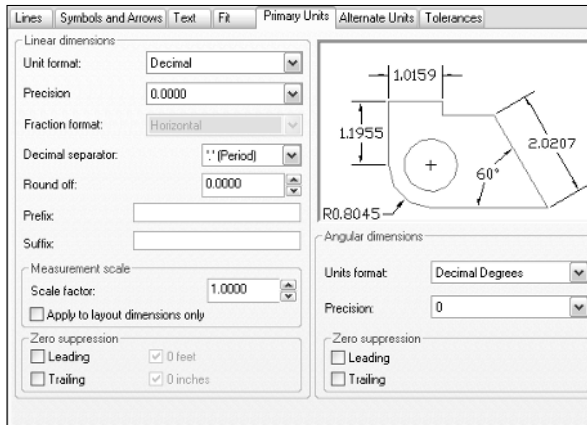 Lines Symbols and Arrows Text Fit Primary Units Alternate Units Tolerances
Linear dimensions
Unit format: Decimal
Precision 0.0000
Fraction format: Horizontal
Decimal separator: '.' (Period)
Round off: 0.0000
Prefix:
Suffix:
Measurement scale
Scale factor: 1.0000
Apply to layout dimensions only
Zero suppression
Leading 0 feet
Trailing 0 inches
1.0159
1.1955
2.0207
60°
R0.8045
Angular dimensions
Units format: Decimal Degrees
Precision: 0
Zero suppression
Leading
Trailing